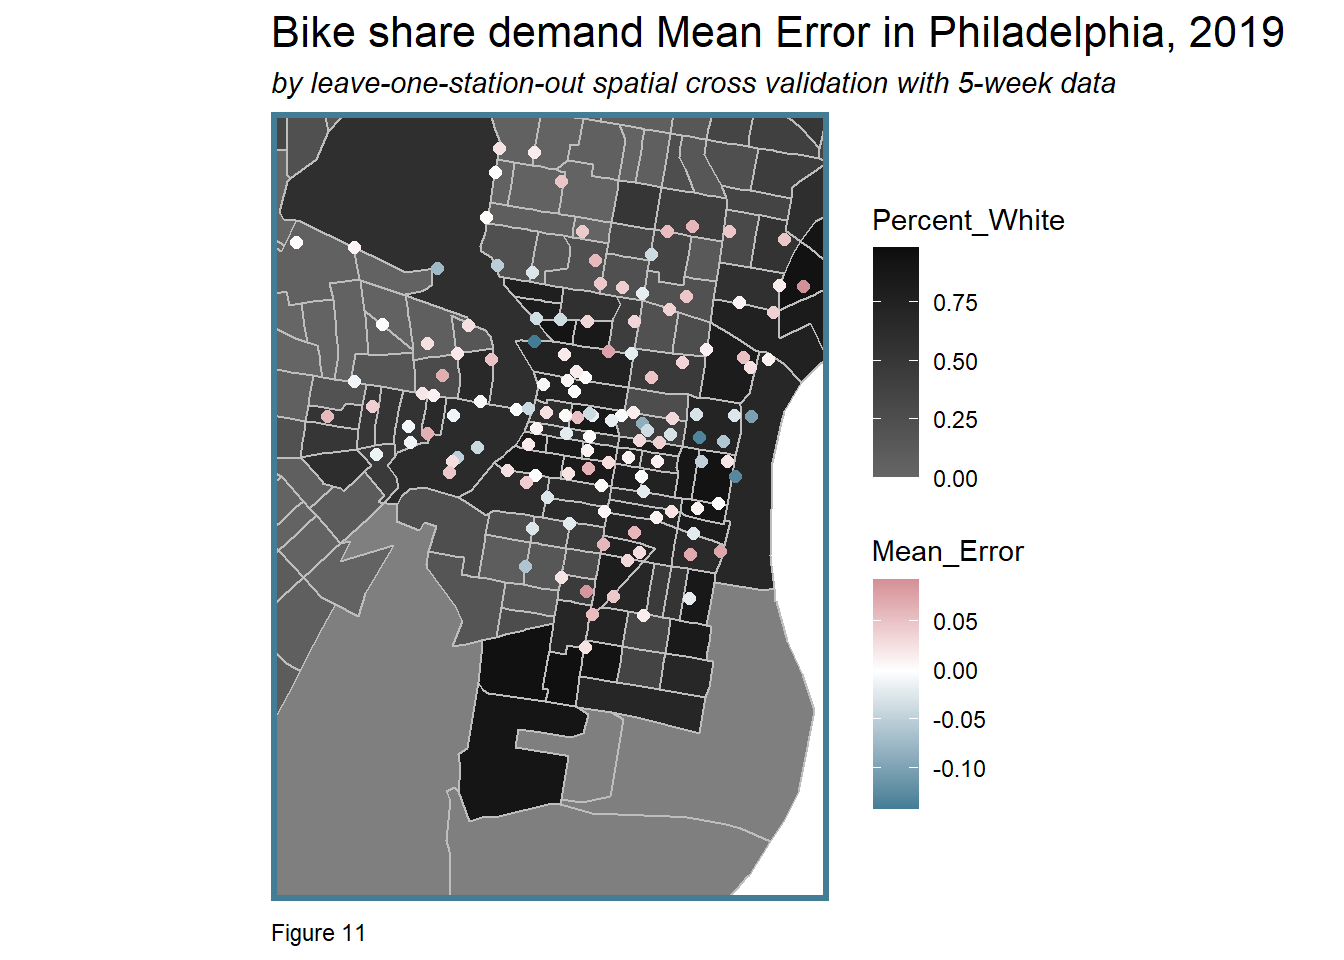 Bike share demand Mean Error in Philadelphia, 2019
by leave-one-station-out spatial cross validation with 5-week data
Percent_White
0.75
0.50
0.25
0.00
Mean_Error
0.05
0.00
-0.05
-0.10
Figure 11